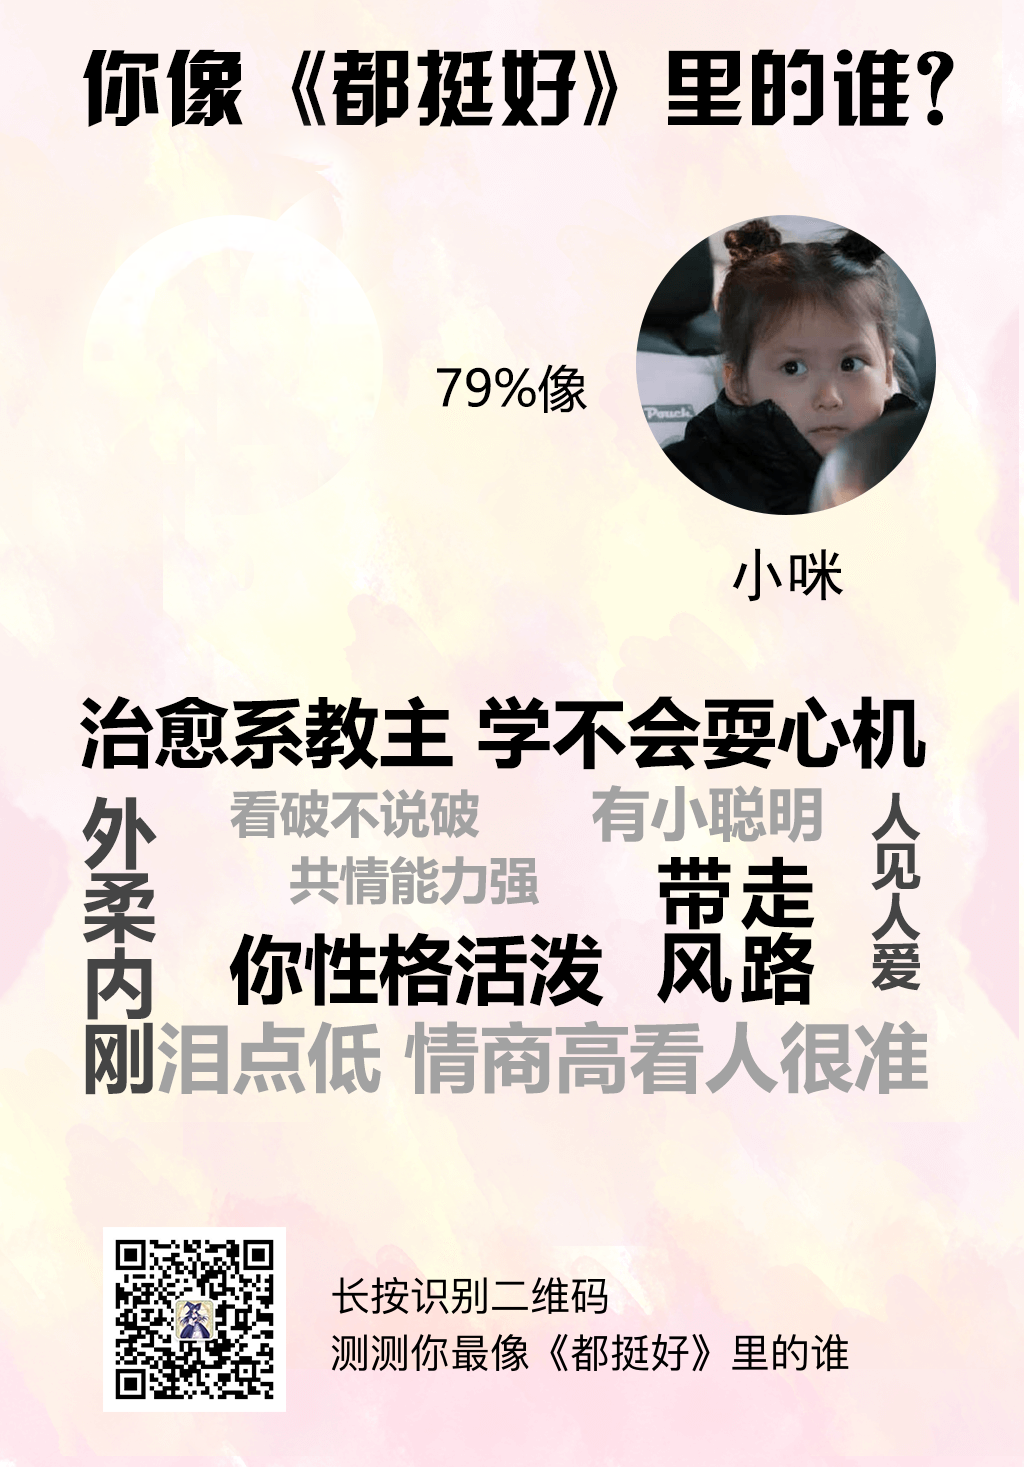 你像《都挺好》里的谁?
79%像
Pouch
小咪
治愈系教主 学不会耍心机
外柔内刚
看破不说破
有小聪明
人见人爱
共情能力强
带走
风路
你性格活泼
泪点低 情商高看人很准
长按识别二维码
测测你最像《都挺好》里的谁